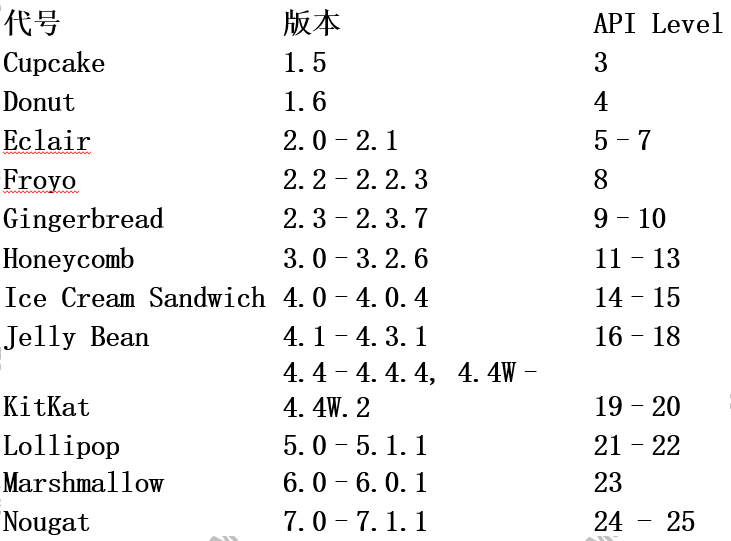 代号 版本 API Level
Cupcake 1.5 3
Donut 1.6 4
Eclair 2.0–2.1 5–7
Froyo 2.2–2.2.3 8
Gingerbread 2.3–2.3.7 9–10
Honeycomb 3.0–3.2.6 11–13
Ice Cream Sandwich 4.0–4.0.4 14–15
Jelly Bean 4.1–4.3.1 16–18
4.4–4.4.4, 4.4W–
KitKat 4.4W.2 19–20
Lollipop 5.0–5.1.1 21–22
Marshmallow 6.0–6.0.1 23
Nougat 7.0–7.1.1 24 – 25